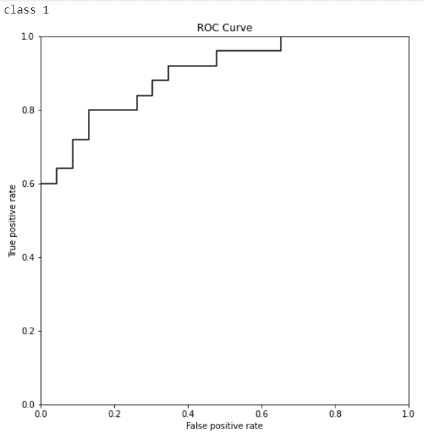 class 1
ROC Curve
1.0
0.8
0.6
0.4
0.2
0.0
True positive rate
0.0 0.2 0.4 0.6 0.8 1.0
False positive rate